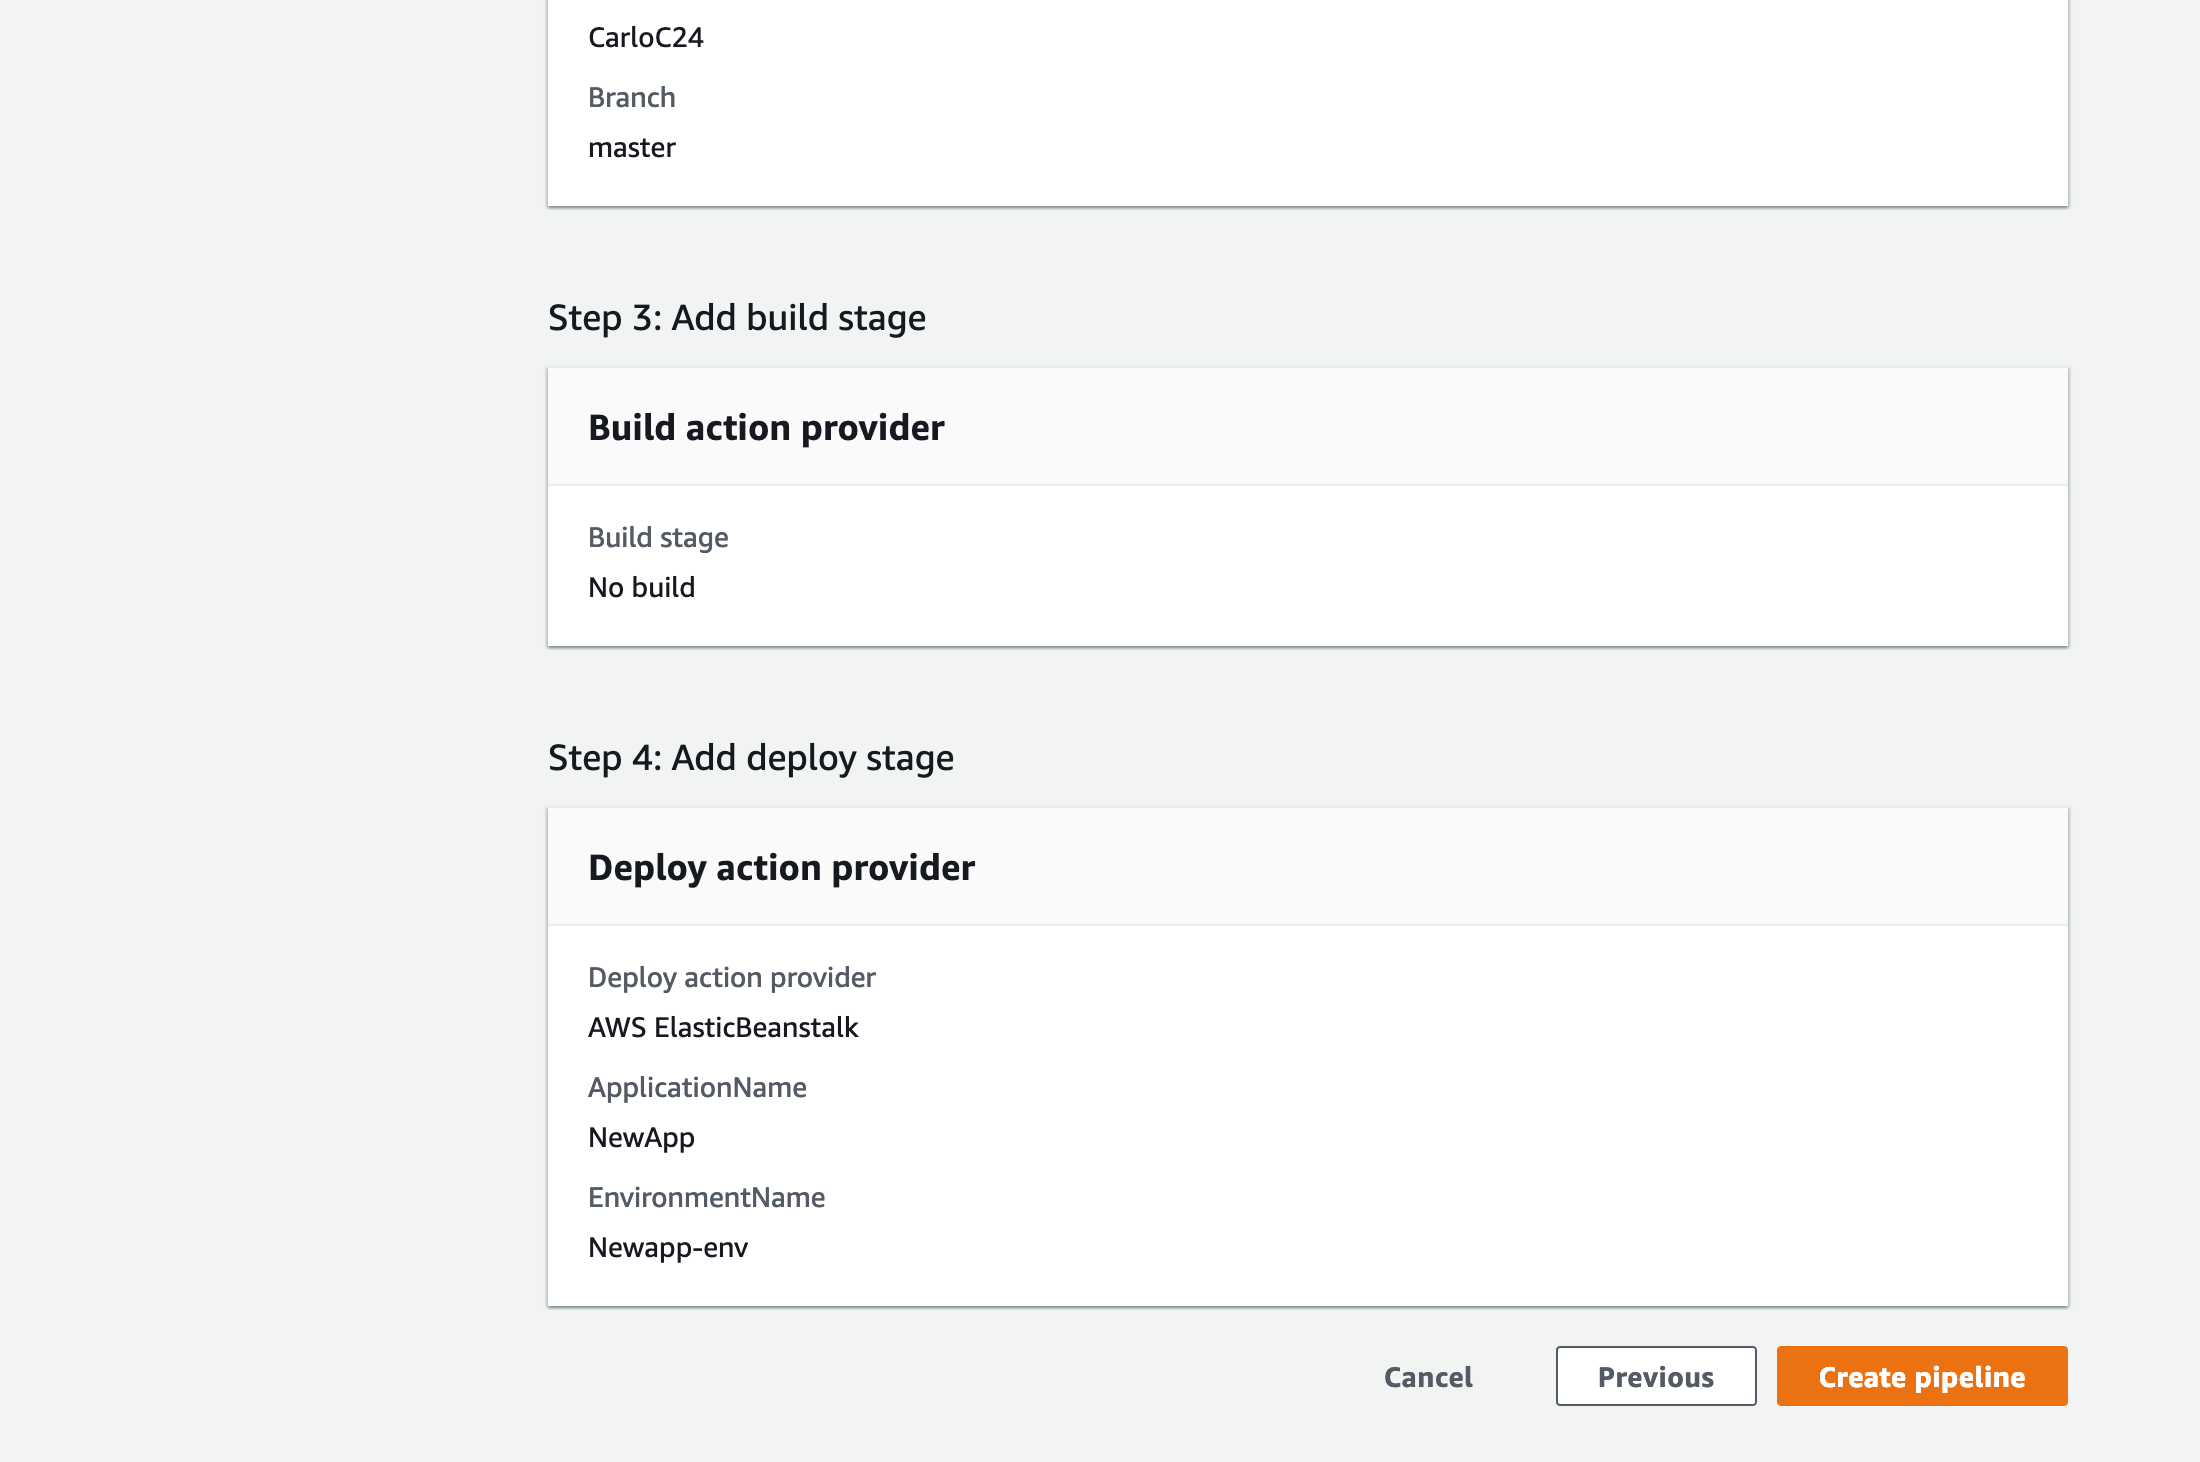 CarloC24
Branch
master
Step 3: Add build stage
Build action provider
Build stage
No build
Step 4: Add deploy stage
Deploy action provider
Deploy action provider
AWS ElasticBeanstalk
ApplicationName
NewApp
EnvironmentName
Newapp-env
Cancel
Previous
Create pipeline